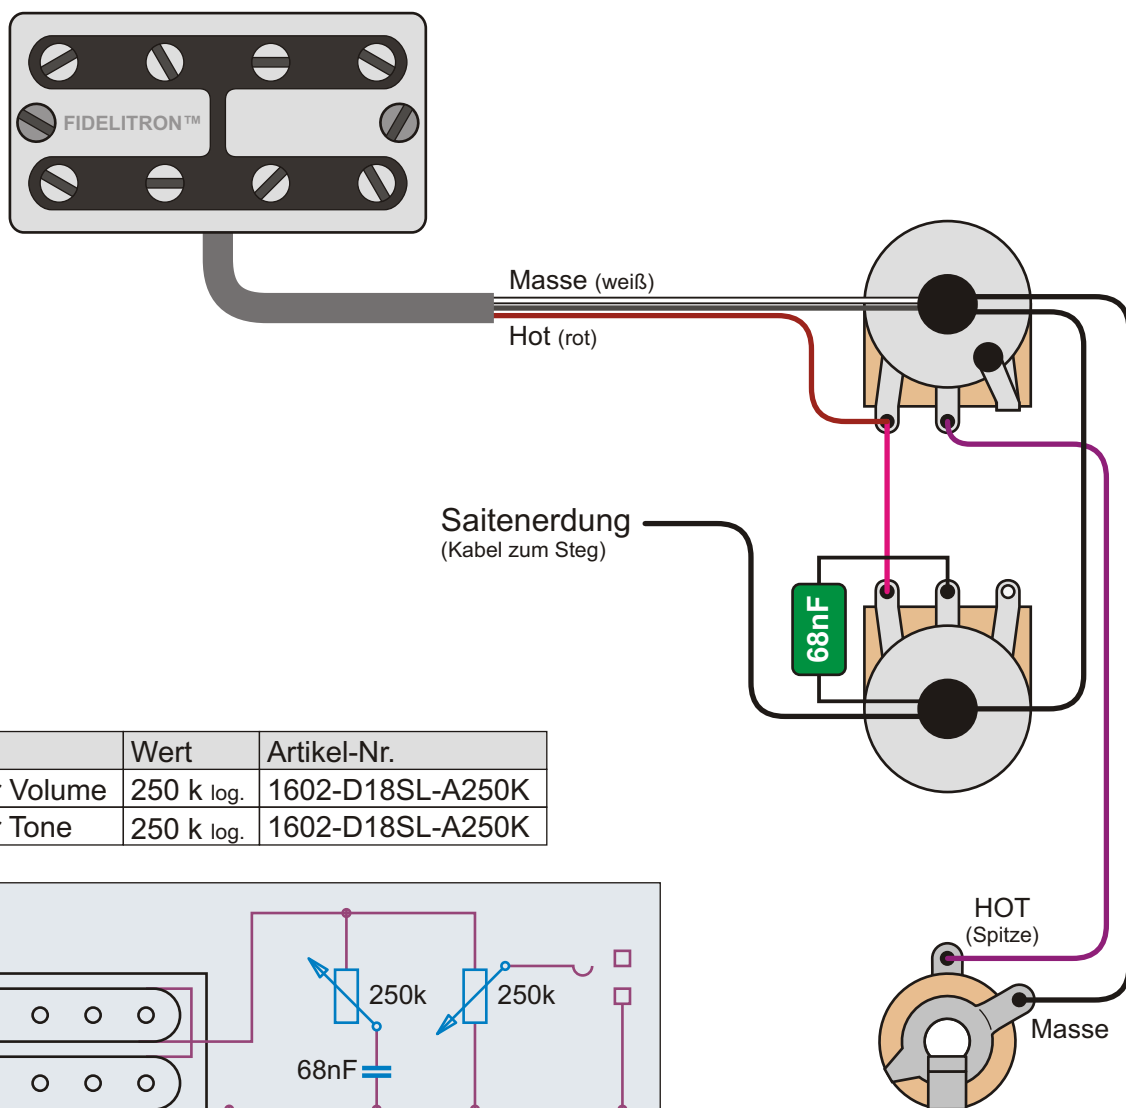 FIDELITRON™
Masse (weiß)
Hot (rot)
Saitenerdung
(Kabel zum Steg)
68nF
Wert Artikel-Nr.
Volume 250 k log. 1602-D18SL-A250K
Tone 250 k log. 1602-D18SL-A250K
HOT
(Spitze)
Masse
250k 250k
68nF